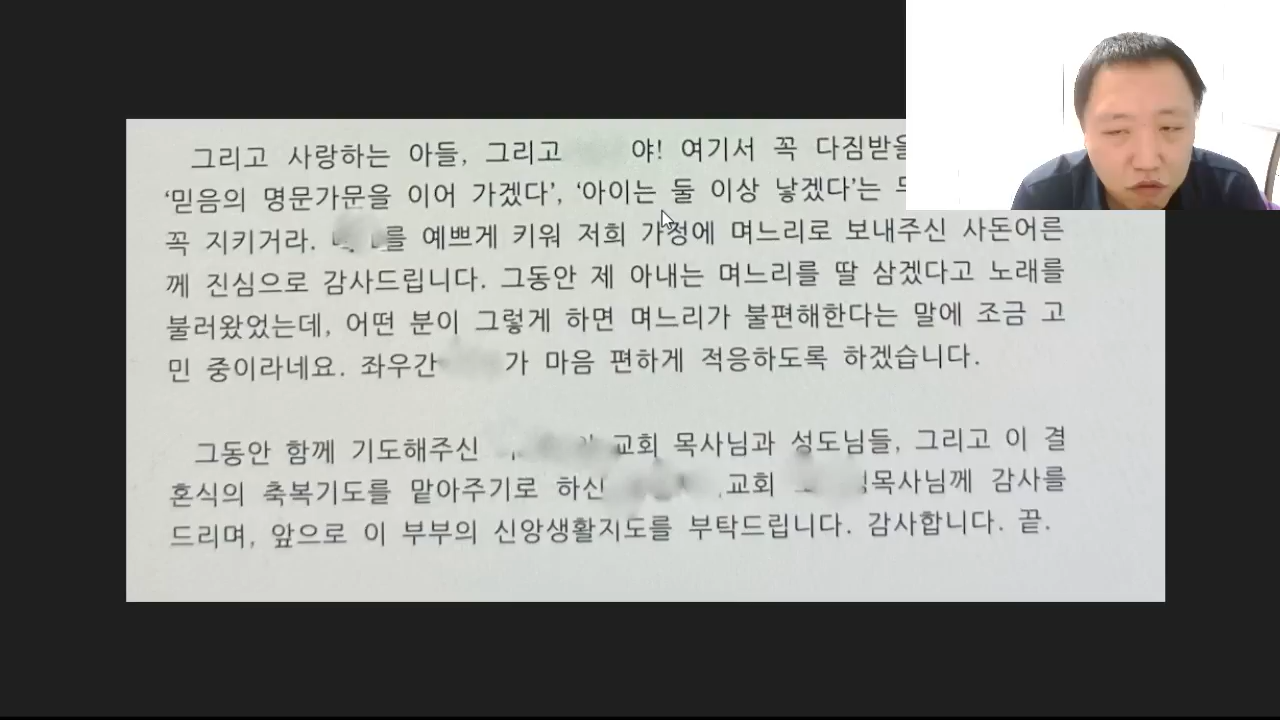 그리고 사랑하는 아들, 그리고 야! 여기서 꼭
'믿음의 명문가문을 이어 가겠다', '아이는 둘 이상 낳겠다'는
꼭 지키거라. 를 예쁘게 키워 저희 가정에 며느리로 보내주신 사돈어른
께 진심으로 감사드립니다. 그동안 제 아내는 며느리를 딸 삼겠다고 노래를
불러왔었는데, 어떤 분이 그렇게 하면 며느리가 불편해한다는 말에 조금 고
민 중이라네요. 좌우간 가 마음 편하게 적응하도록 하겠습니다.
그동안 함께 기도해주신 교회 목사님과 성도님들, 그리고 이 결
혼식의 축복기도를 맡아주기로 하신 교회 목사님께 감사를
드리며, 앞으로 이 부부의 신앙생활지도를 부탁드립니다. 감사합니다. 끝.